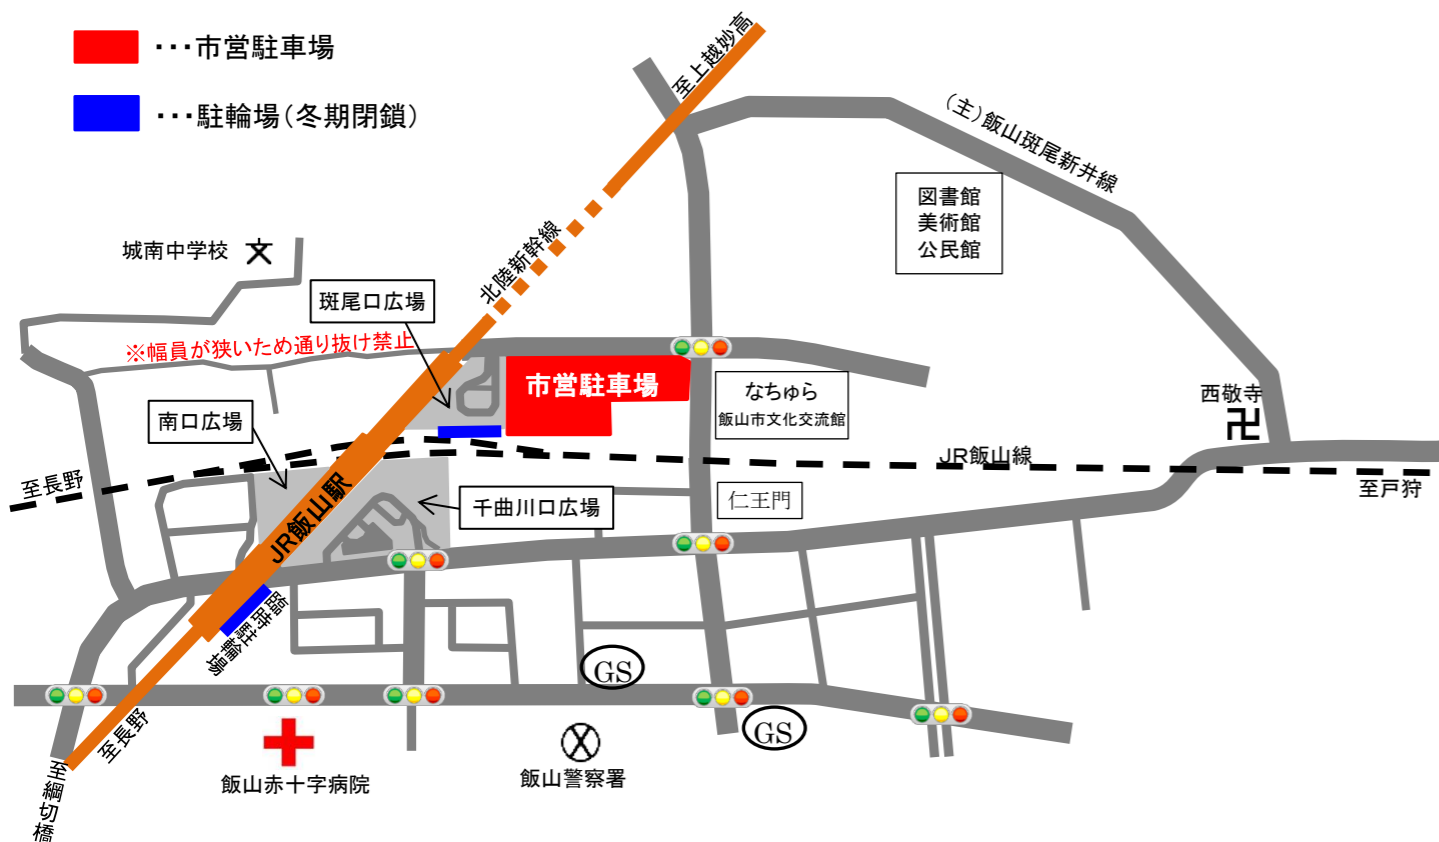 ･･･市営駐車場
･･･駐輪場（冬期閉鎖）
至上越妙高
（主）飯山斑尾新井線
図書館
美術館
公民館
城南中学校
北陸新幹線
斑尾口広場
※幅員が狭いため通り抜け禁止
市営駐車場
なちゅら
飯山市文化交流館
西敬寺
南口広場
JR飯山線
至長野
至戸狩
仁王門
千曲川口広場
JR飯山駅
臨時駐輪場
GS
GS
至長野
飯山赤十字病院
飯山警察署
至綱切橋